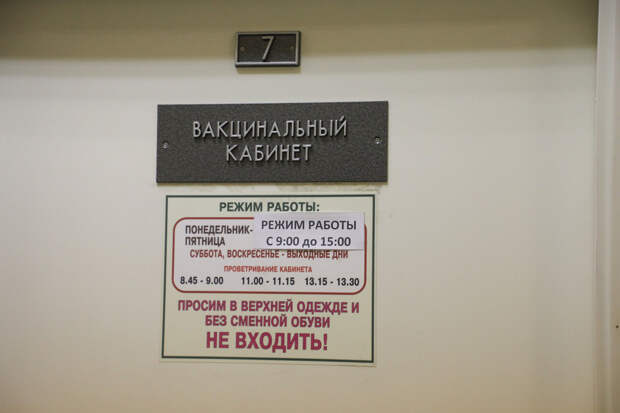 7
ВАКЦИНАЛЬНЫЙ
КАБИНЕТ
РЕЖИМ РАБОТЫ:
ПОНЕДЕЛЬНИК-
ПЯТНИЦА
РЕЖИМ РАБОТЫ
С 9:00 до 15:00
СУББОТА, ВОСКРЕСЕНЬЕ - ВЫХОДНЫЕ ДНИ
ПРОВЕТРИВАНИЕ КАБИНЕТА
8.45 - 9.00 11.00 - 11.15 13.15 - 13.30
ПРОСИМ В ВЕРХНЕЙ ОДЕЖДЕ И
БЕЗ СМЕННОЙ ОБУВИ
НЕ ВХОДИТЬ!